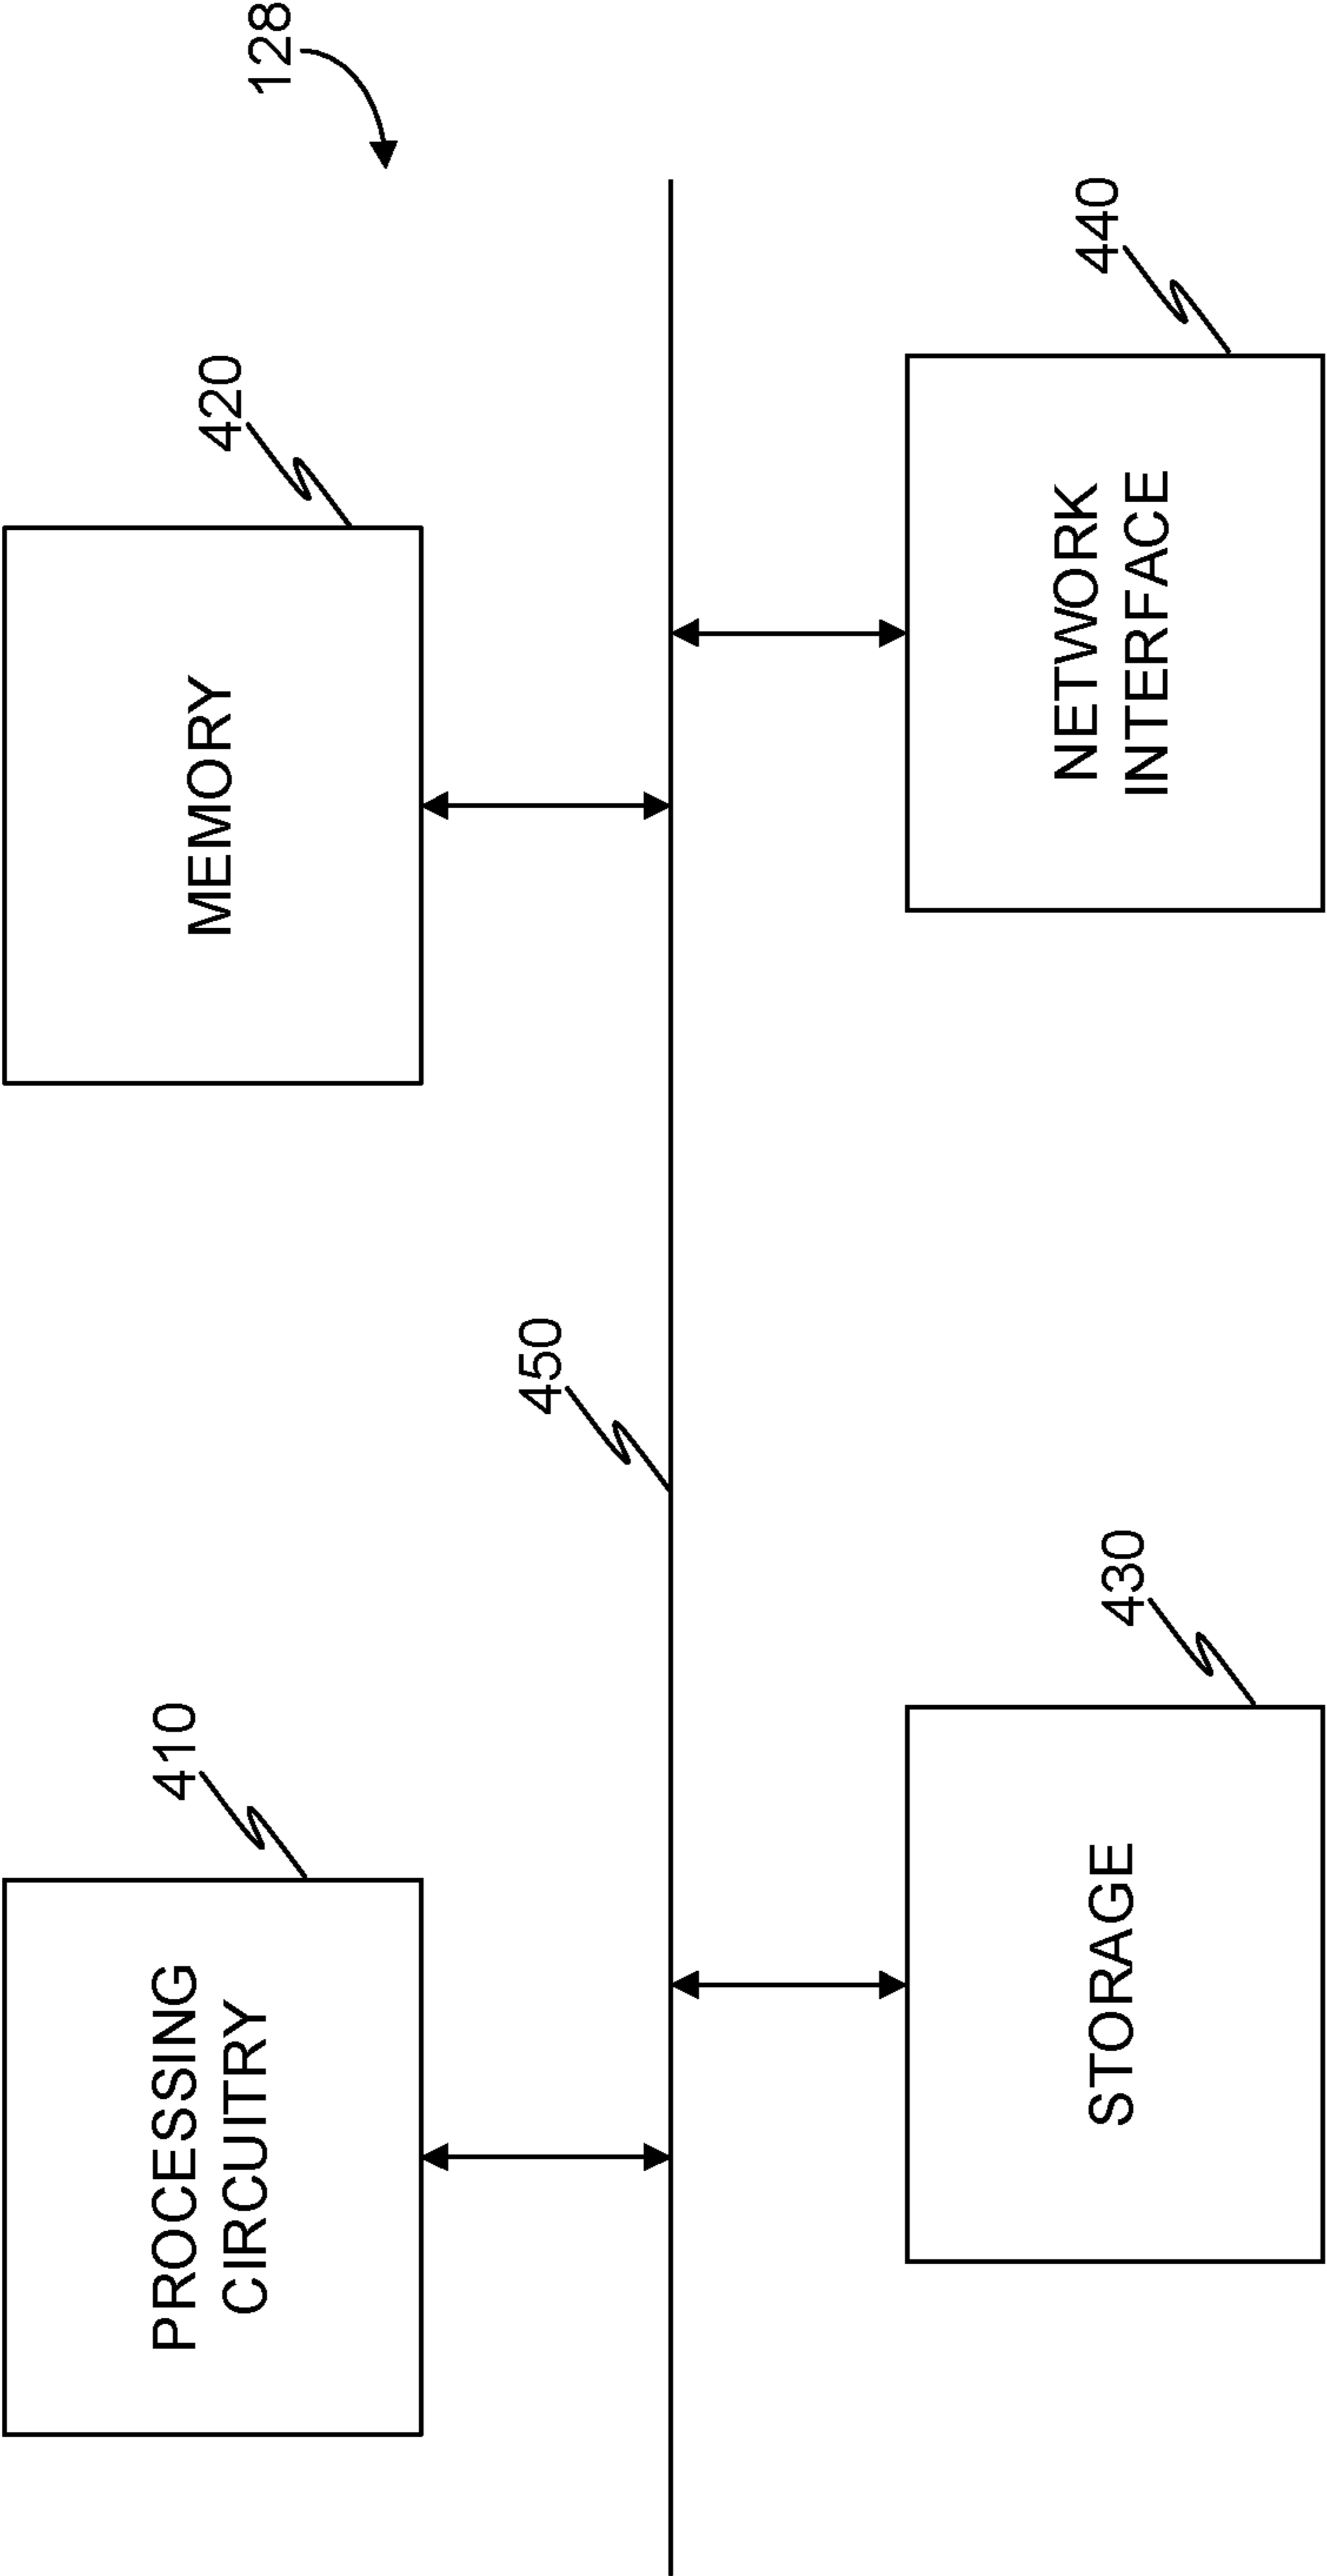 128
410
PROCESSING
CIRCUITRY
420
MEMORY
450
430
STORAGE
440
NETWORK
INTERFACE